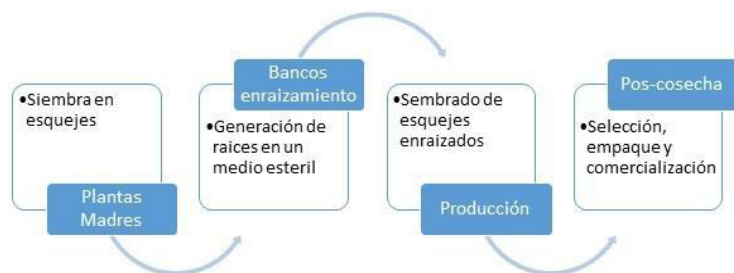 •Siembra en
esquejes
Plantas
Madres
Bancos
enraizamiento
•Generación de
raices en un
medio esteril
•Sembrado de
esquejes
enraizados
Producción
Pos-cosecha
•Selección,
empaque y
comercialización